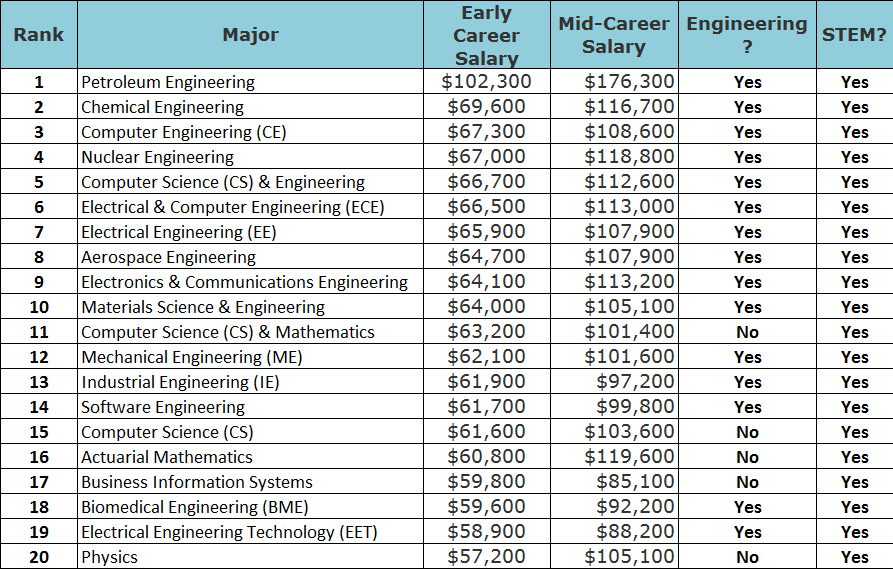 Rank Major Early Career Salary Mid-Career Salary Engineering ? STEM?
1 Petroleum Engineering $102,300 $176,300 Yes Yes
2 Chemical Engineering $69,600 $116,700 Yes Yes
3 Computer Engineering (CE) $67,300 $108,600 Yes Yes
4 Nuclear Engineering $67,000 $118,800 Yes Yes
5 Computer Science (CS) & Engineering $66,700 $112,600 Yes Yes
6 Electrical & Computer Engineering (ECE) $66,500 $113,000 Yes Yes
7 Electrical Engineering (EE) $65,900 $107,900 Yes Yes
8 Aerospace Engineering $64,700 $107,900 Yes Yes
9 Electronics & Communications Engineering $64,100 $113,200 Yes Yes
10 Materials Science & Engineering $64,000 $105,100 Yes Yes
11 Computer Science (CS) & Mathematics $63,200 $101,400 No Yes
12 Mechanical Engineering (ME) $62,100 $101,600 Yes Yes
13 Industrial Engineering (IE) $61,900 $97,200 Yes Yes
14 Software Engineering $61,700 $99,800 Yes Yes
15 Computer Science (CS) $61,600 $103,600 No Yes
16 Actuarial Mathematics $60,800 $119,600 No Yes
17 Business Information Systems $59,800 $85,100 No Yes
18 Biomedical Engineering (BME) $59,600 $92,200 Yes Yes
19 Electrical Engineering Technology (EET) $58,900 $88,200 Yes Yes
20 Physics $57,200 $105,100 No Yes